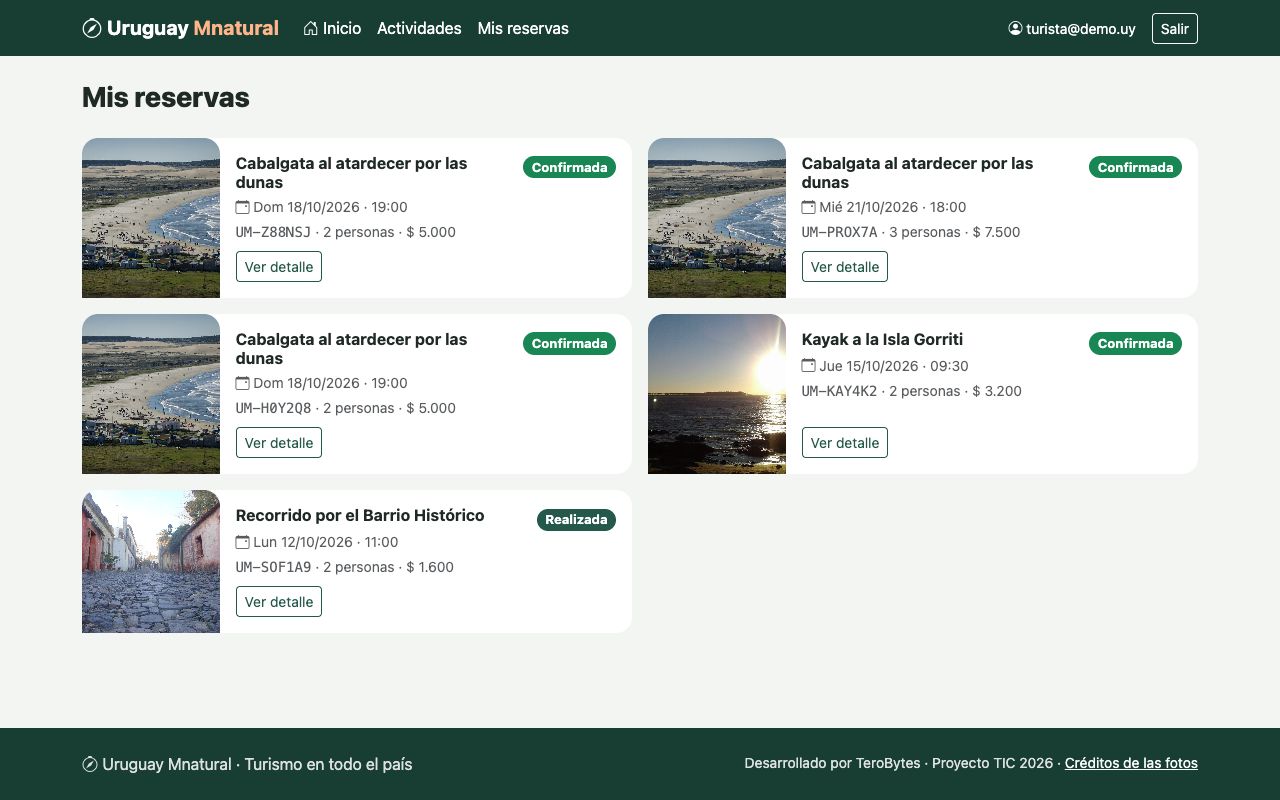 Uruguay Mnatural
Inicio
Actividades
Mis reservas
turista@demo.uy
Salir
Mis reservas
Cabalgata al atardecer por las
dunas
Confirmada
Dom 18/10/2026 · 19:00
UM-Z88NSJ · 2 personas · $ 5.000
Ver detalle
Cabalgata al atardecer por las
dunas
Confirmada
Mié 21/10/2026 · 18:00
UM-PROX7A · 3 personas · $ 7.500
Ver detalle
Cabalgata al atardecer por las
dunas
Confirmada
Dom 18/10/2026 · 19:00
UM-H0Y2Q8 · 2 personas · $ 5.000
Ver detalle
Kayak a la Isla Gorriti
Confirmada
Jue 15/10/2026 · 09:30
UM-KAY4K2 · 2 personas · $ 3.200
Ver detalle
Recorrido por el Barrio Histórico
Realizada
Lun 12/10/2026 · 11:00
UM-SOF1A9 · 2 personas · $ 1.600
Ver detalle
Uruguay Mnatural · Turismo en todo el país
Desarrollado por TeroBytes · Proyecto TIC 2026 · Créditos de las fotos